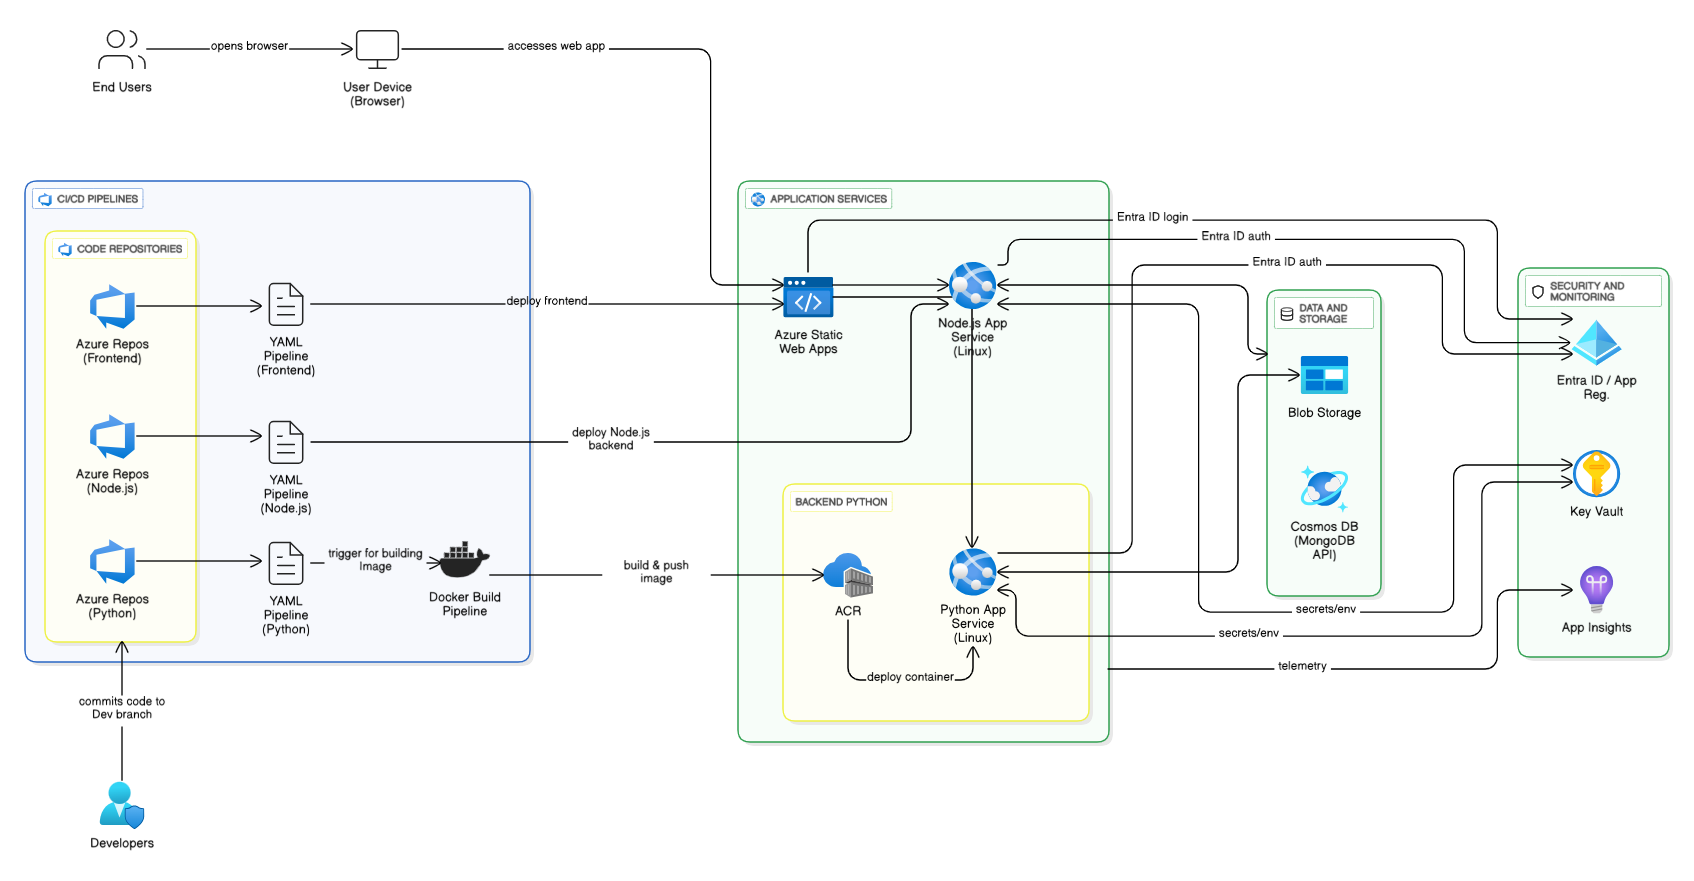 opens browser
accesses web app
End Users
User Device
(Browser)
CI/CD PIPELINES
CODE REPOSITORIES
Azure Repos
(Frontend)
YAML
Pipeline
(Frontend)
deploy frontend
Azure Repos
(Node.js)
YAML
Pipeline
(Node.js)
deploy Node.js
backend
Azure Repos
(Python)
YAML
Pipeline
(Python)
trigger for building
Image
Docker Build
Pipeline
build & push
image
commits code to
Dev branch
Developers
APPLICATION SERVICES
Azure Static
Web Apps
Node.js App
Service
(Linux)
BACKEND PYTHON
ACR
Python App
Service
(Linux)
deploy container
Entra ID login
Entra ID auth
Entra ID auth
DATA AND
STORAGE
Blob Storage
Cosmos DB
(MongoDB
API)
secrets/env
secrets/env
telemetry
SECURITY AND
MONITORING
Entra ID / App
Reg.
Key Vault
App Insights